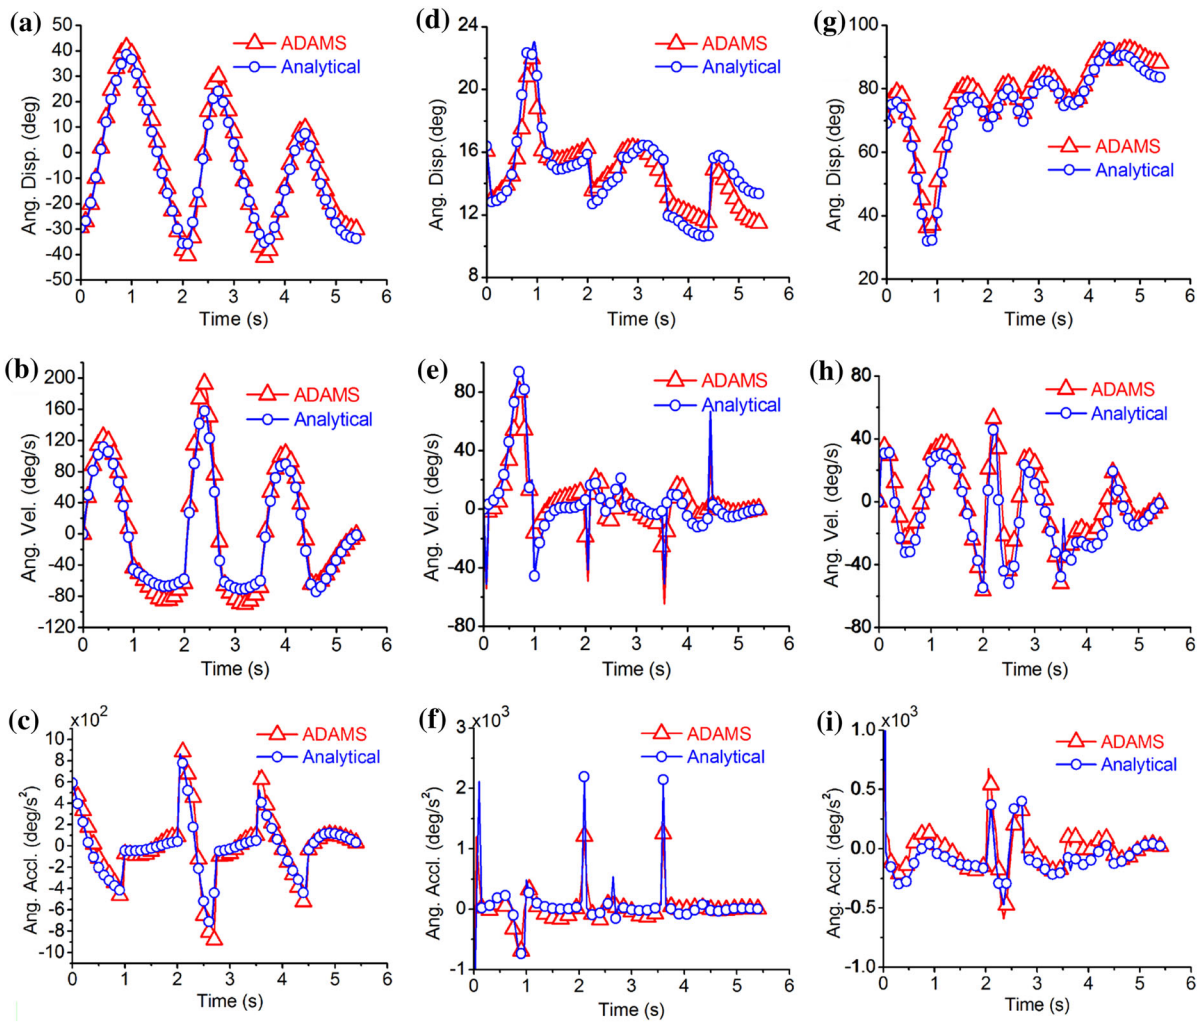 (a)
50
40
30
20
10
0
-10
-20
-30
-40
-50
Ang. Disp. (deg)
ADAMS
Analytical
0 1 2 3 4 5 6
Time (s)
(d)
24
20
16
12
8
Ang. Disp.(deg)
ADAMS
Analytical
0 1 2 3 4 5 6
Time (s)
(g)
100
80
60
40
20
Ang. Disp.(deg)
ADAMS
Analytical
0 1 2 3 4 5 6
Time (s)
(b)
200
160
120
80
40
0
-40
-80
-120
Ang. Vel. (deg/s)
ADAMS
Analytical
0 1 2 3 4 5 6
Time (s)
(e)
80
40
0
-40
-80
Ang. Vel. (deg/s)
ADAMS
Analytical
0 1 2 3 4 5 6
Time (s)
(h)
80
40
0
-40
-80
Ang. Vel. (deg/s)
ADAMS
Analytical
0 1 2 3 4 5 6
Time (s)
(c)
x10²
10
8
6
4
2
0
-2
-4
-6
-8
-10
Ang. Accl. (deg/s²)
ADAMS
Analytical
0 1 2 3 4 5 6
Time (s)
(f)
x10³
3
2
1
0
-1
Ang. Accl. (deg/s²)
ADAMS
Analytical
0 1 2 3 4 5 6
Time (s)
(i)
x10³
1.0
0.5
0.0
-0.5
-1.0
Ang. Accl. (deg/s²)
ADAMS
Analytical
0 1 2 3 4 5 6
Time (s)